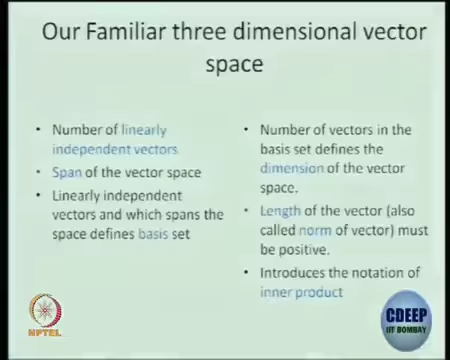 Our Familiar three dimensional vector
space
• Number of linearly
independent vectors
• Span of the vector space
• Linearly independent
vectors and which spans the
space defines basis set
• Number of vectors in the
basis set defines the
dimension of the vector
space.
• Length of the vector (also
called norm of vector) must
be positive.
• Introduces the notation of
inner product
NPTEL
CDEEP
IIT BOMBAY